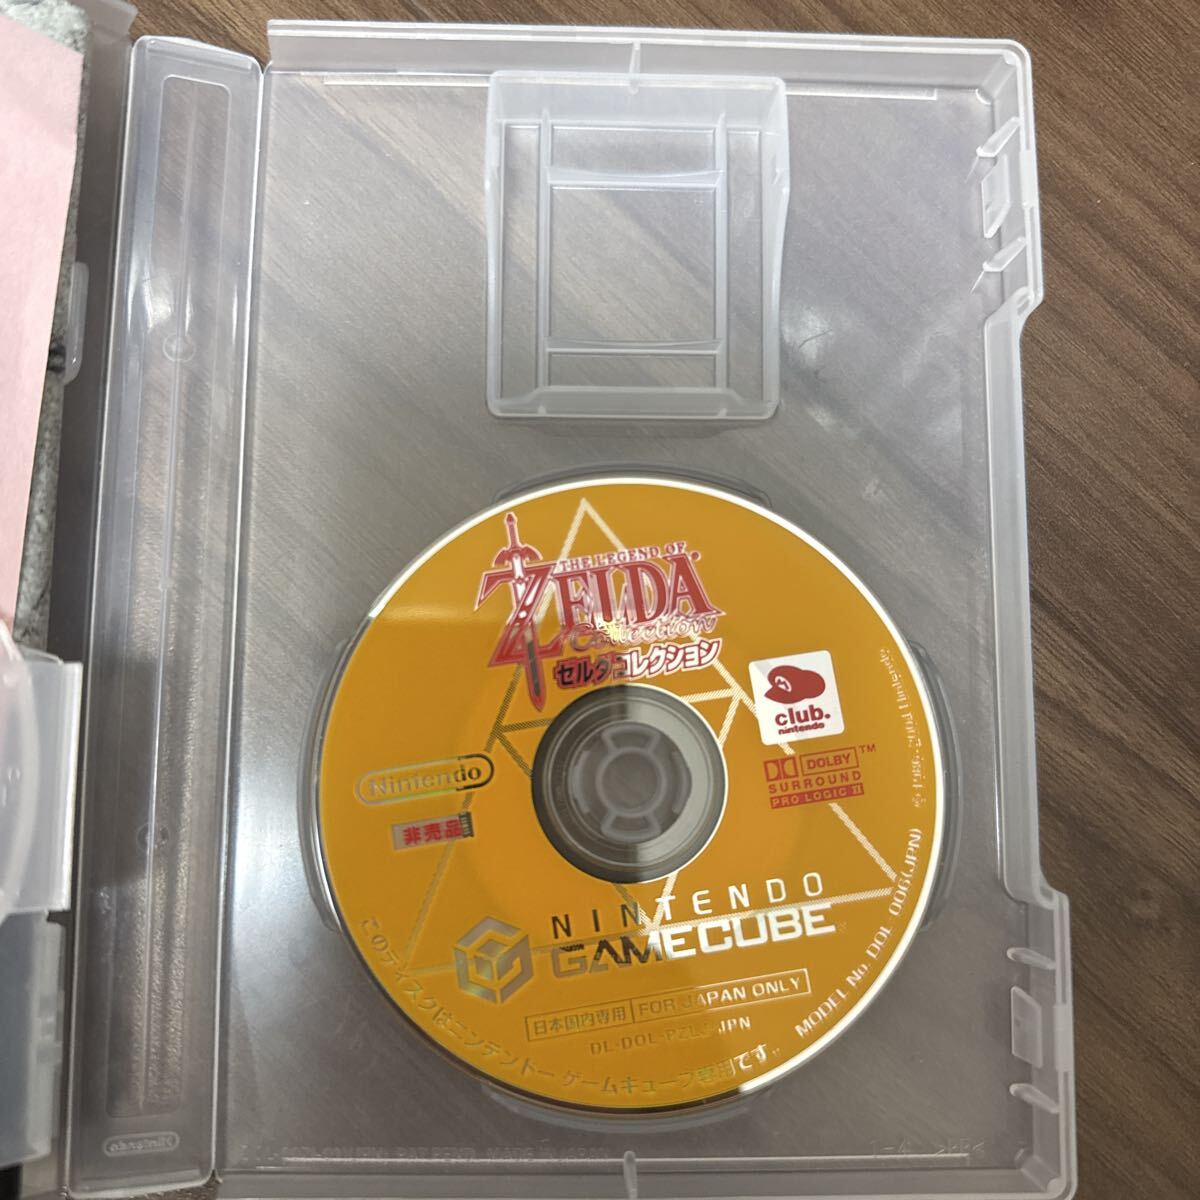 THE LEGEND OF
ZELDA
Collection
ゼルダコレクション
club.
nintendo
Nintendo
非売品
DOLBY
SURROUND
PRO LOGIC II
TM
NINTENDO
GAMECUBE
日本国内専用 FOR JAPAN ONLY
DL-DOL-PZLJ-JPN
このディスクはニンテンドーゲームキューブ専用です。
MODEL No. DOL-006(JPN)
Nintendo